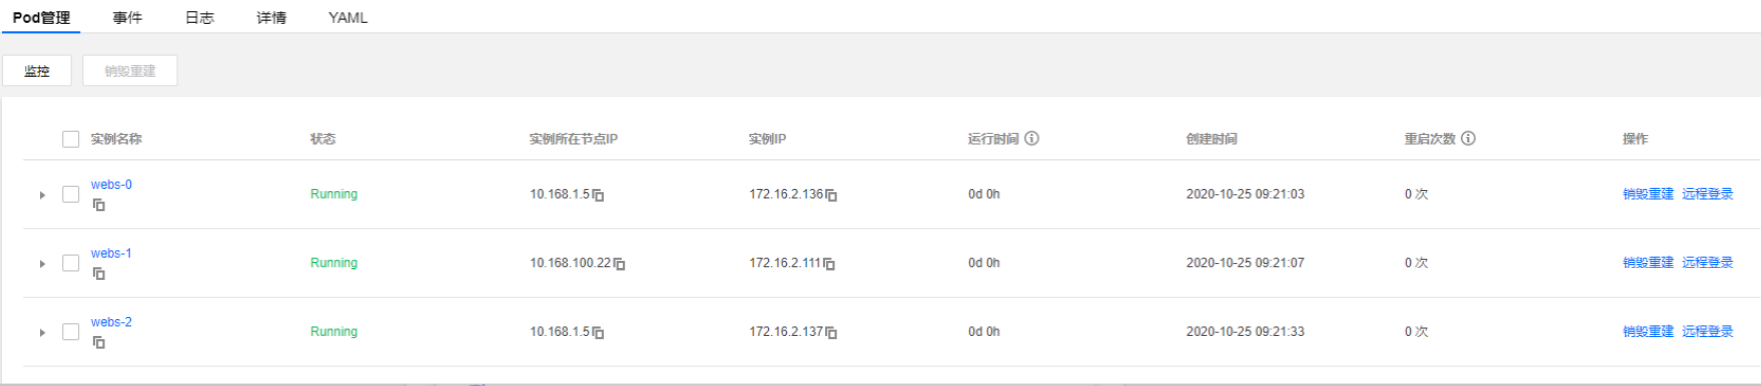 Pod管理 事件 日志 详情 YAML
监控 销毁重建
实例名称 状态 实例所在节点IP 实例IP 运行时间 创建时间 重启次数 操作
webs-0 Running 10.168.1.5 172.16.2.136 0d 0h 2020-10-25 09:21:03 0 次 销毁重建 远程登录
webs-1 Running 10.168.100.22 172.16.2.111 0d 0h 2020-10-25 09:21:07 0 次 销毁重建 远程登录
webs-2 Running 10.168.1.5 172.16.2.137 0d 0h 2020-10-25 09:21:33 0 次 销毁重建 远程登录